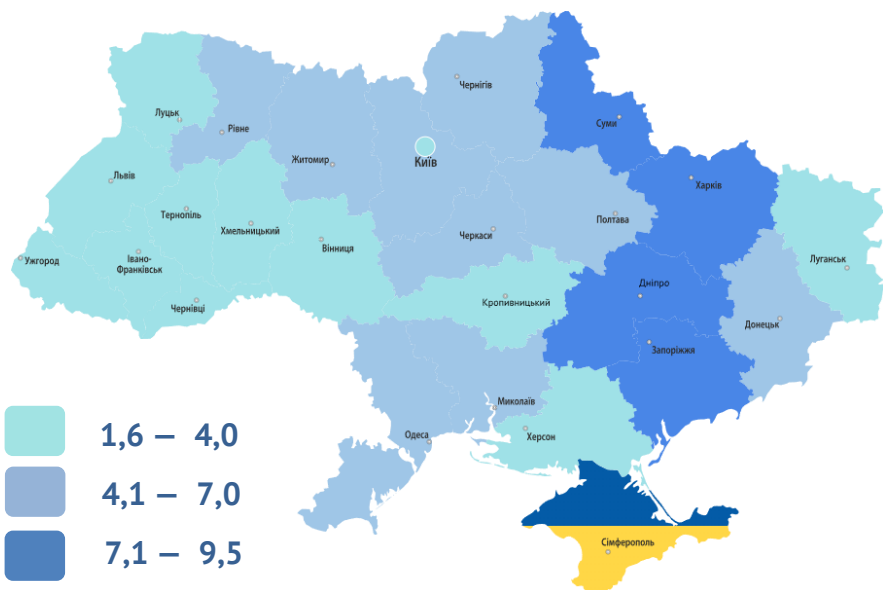 Чернігів
Луцьк
Рівне
Суми
Житомир
Київ
Львів
Харків
Тернопіль
Полтава
Хмельницький
Черкаси
Вінниця
Ужгород
Івано-
Франківськ
Луганськ
Дніпро
Чернівці
Кропивницький
Донецьк
Запоріжжя
Миколаїв
Одеса
Херсон
1,6 – 4,0
4,1 – 7,0
7,1 – 9,5
Сімферополь